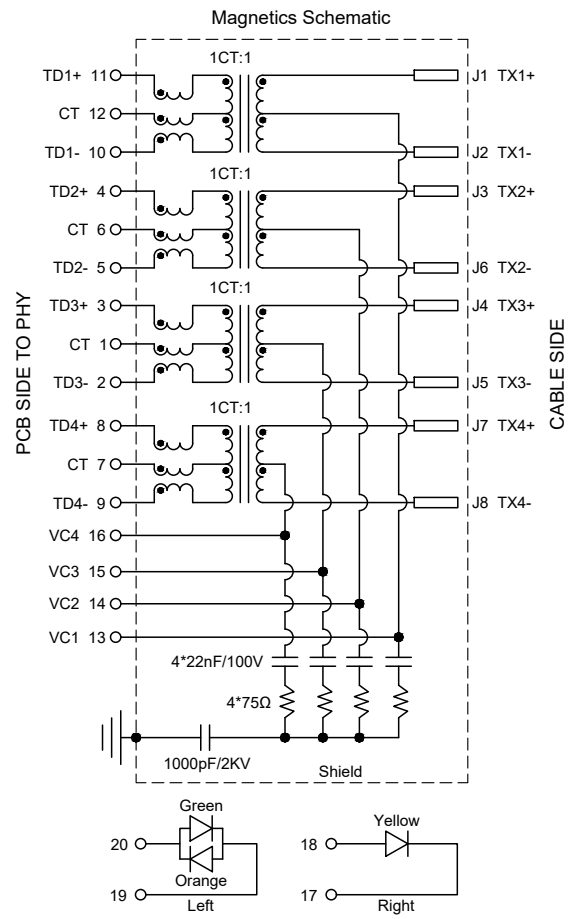 Magnetics Schematic
1CT:1
TD1+ 11
J1 TX1+
CT 12
TD1- 10
J2 TX1-
1CT:1
TD2+ 4
J3 TX2+
CT 6
TD2- 5
J6 TX2-
1CT:1
TD3+ 3
J4 TX3+
CT 1
TD3- 2
J5 TX3-
1CT:1
TD4+ 8
J7 TX4+
CT 7
TD4- 9
J8 TX4-
PCB SIDE TO PHY
CABLE SIDE
VC4 16
VC3 15
VC2 14
VC1 13
4*22nF/100V
4*75Ω
1000pF/2KV
Shield
Green
20
Orange
19
Left
Yellow
18
17
Right